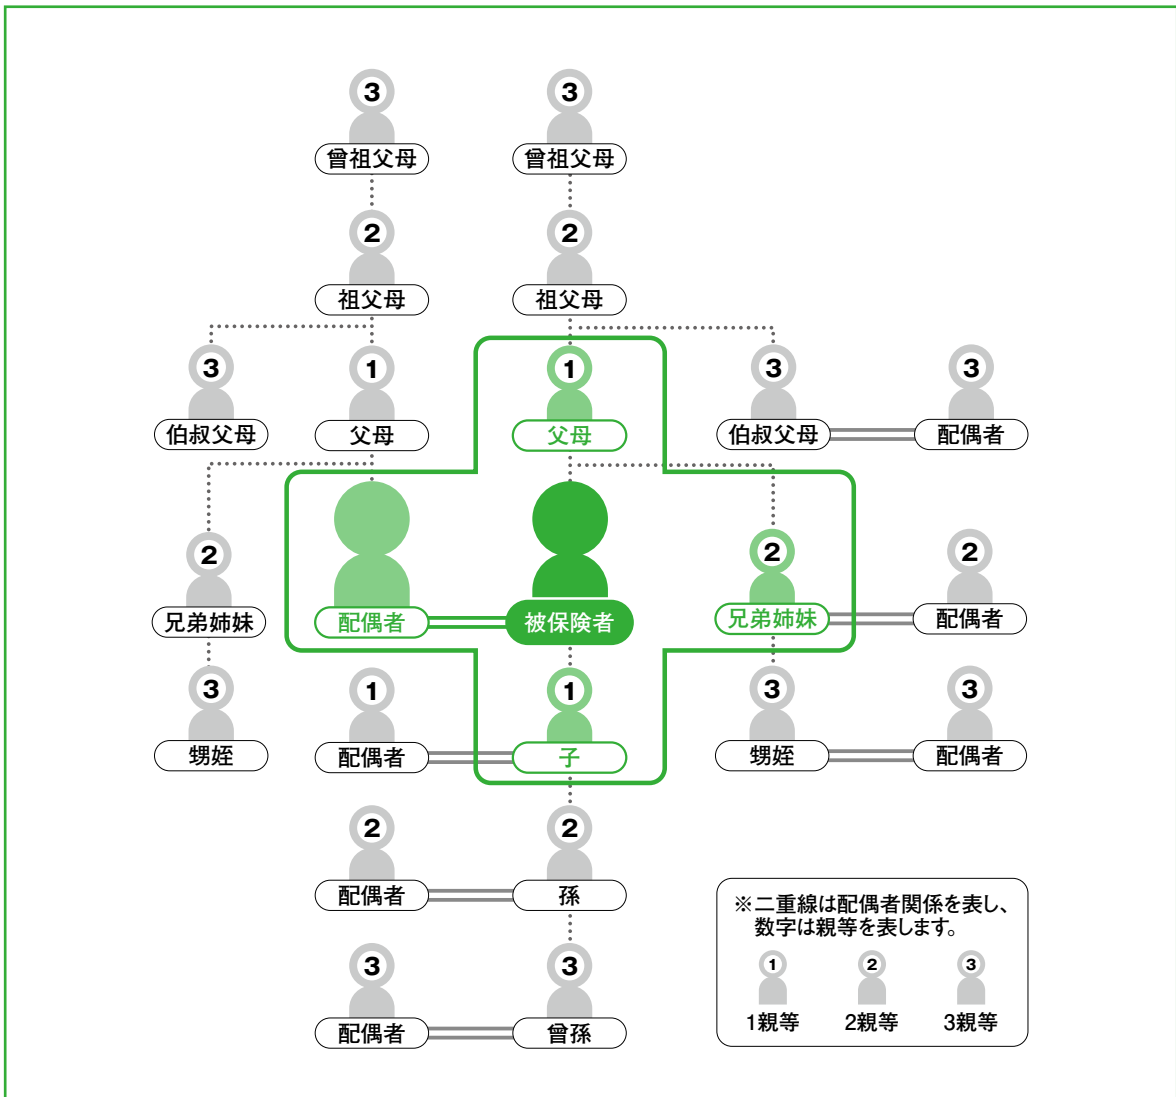 3 3
曾祖父母 曾祖父母
2 2
祖父母 祖父母
3 1 1 3 3
伯叔父母 父母 父母 伯叔父母 配偶者
2 2 2
兄弟姉妹 配偶者 被保険者 兄弟姉妹 配偶者
3 1 1 3 3
甥姪 配偶者 子 甥姪 配偶者
2 2
配偶者 孫
3 3
配偶者 曾孫
※二重線は配偶者関係を表し、
数字は親等を表します。
1 2 3
1親等 2親等 3親等